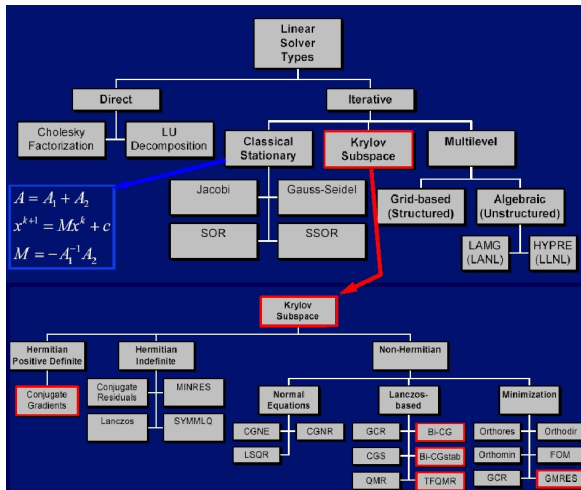 Linear
Solver
Types
Direct
Iterative
Cholesky
Factorization
LU
Decomposition
Classical
Stationary
Krylov
Subspace
Multilevel
Jacobi
Gauss-Seidel
SOR
SSOR
Grid-based
(Structured)
Algebraic
(Unstructured)
LAMG
(LANL)
HYPRE
(LLNL)
A = A₁ + A₂
xᵏ⁺¹ = Mxᵏ + c
M = −A₁⁻¹A₂
Krylov
Subspace
Hermitian
Positive Definite
Hermitian
Indefinite
Non-Hermitian
Conjugate
Gradients
Conjugate
Residuals
MINRES
Lanczos
SYMMLQ
Normal
Equations
Lanczos-
based
Minimization
CGNE
CGNR
LSQR
GCR
Bi-CG
CGS
Bi-CGstab
QMR
TFQMR
Orthores
Orthodir
Orthomin
FOM
GCR
GMRES